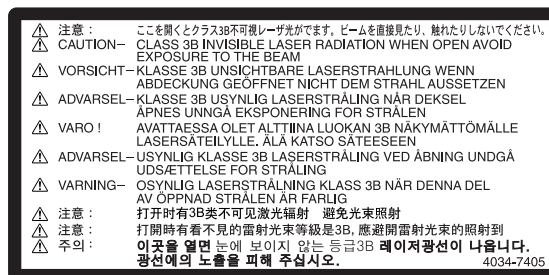 注意： ここを開くとクラス3B不可視レーザ光がでます。ビームを直接見たり、触れたりしないでください。
CAUTION– CLASS 3B INVISIBLE LASER RADIATION WHEN OPEN AVOID
EXPOSURE TO THE BEAM
VORSICHT– KLASSE 3B UNSICHTBARE LASERSTRAHLUNG WENN
ABDECKUNG GEÖFFNET NICHT DEM STRAHL AUSSETZEN
ADVARSEL– KLASSE 3B USYNLIG LASERSTRÅLING NÅR DEKSEL
ÅPNES UNNGÅ EKSPONERING FOR STRÅLEN
VARO ! AVATTAESSA OLET ALTTIINA LUOKAN 3B NÄKYMÄTÖMÄLLE
LASERSÄTEILYLLE. ÄLÄ KATSO SÄTEESEEN
ADVARSEL– USYNLIG KLASSE 3B LASERSTRÅLING VED ÅBNING UNDGÅ
UDSÆTTELSE FOR STRÅLING
VARNING– OSYNLIG LASERSTRÅLNING KLASS 3B NÄR DENNA DEL
AV ÖPPNAD STRÅLEN ÄR FARLIG
注意： 打开时有3B类不可见激光辐射 避免光束照射
注意： 打開時有看不見的雷射光束等級是3B, 應避開雷射光束的照射到
주의 : 이곳을 열면 눈에 보이지 않는 등급3B 레이저광선이 나옵니다.
광선에의 노출을 피해 주십시오. 4034-7405